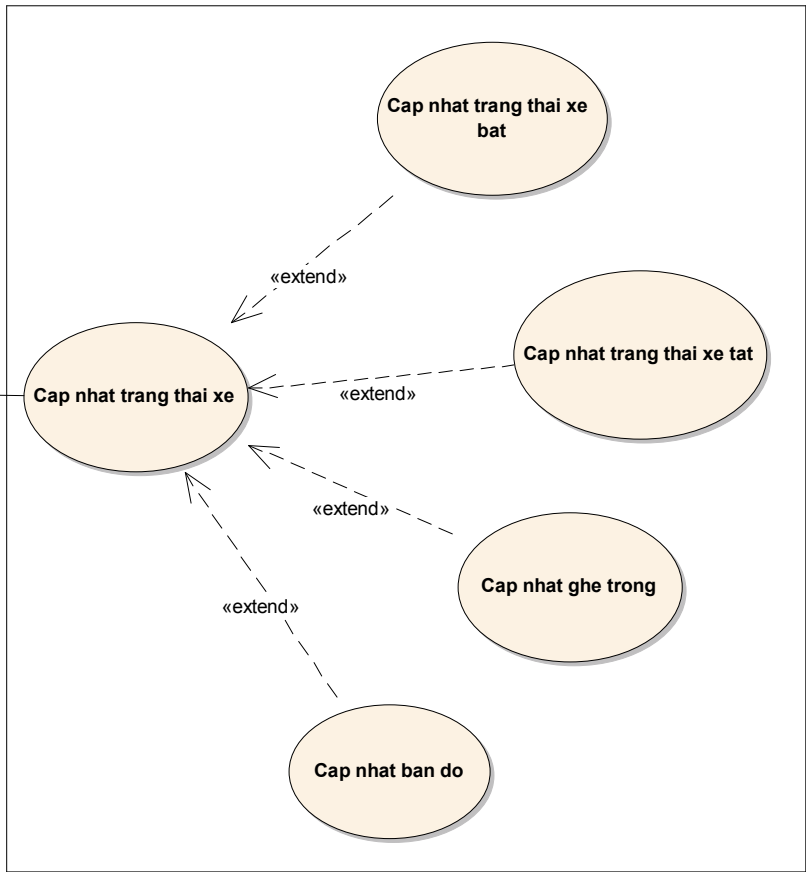 Cap nhat trang thai xe
bat
«extend»
Cap nhat trang thai xe tat
Cap nhat trang thai xe
«extend»
«extend»
Cap nhat ghe trong
«extend»
Cap nhat ban do